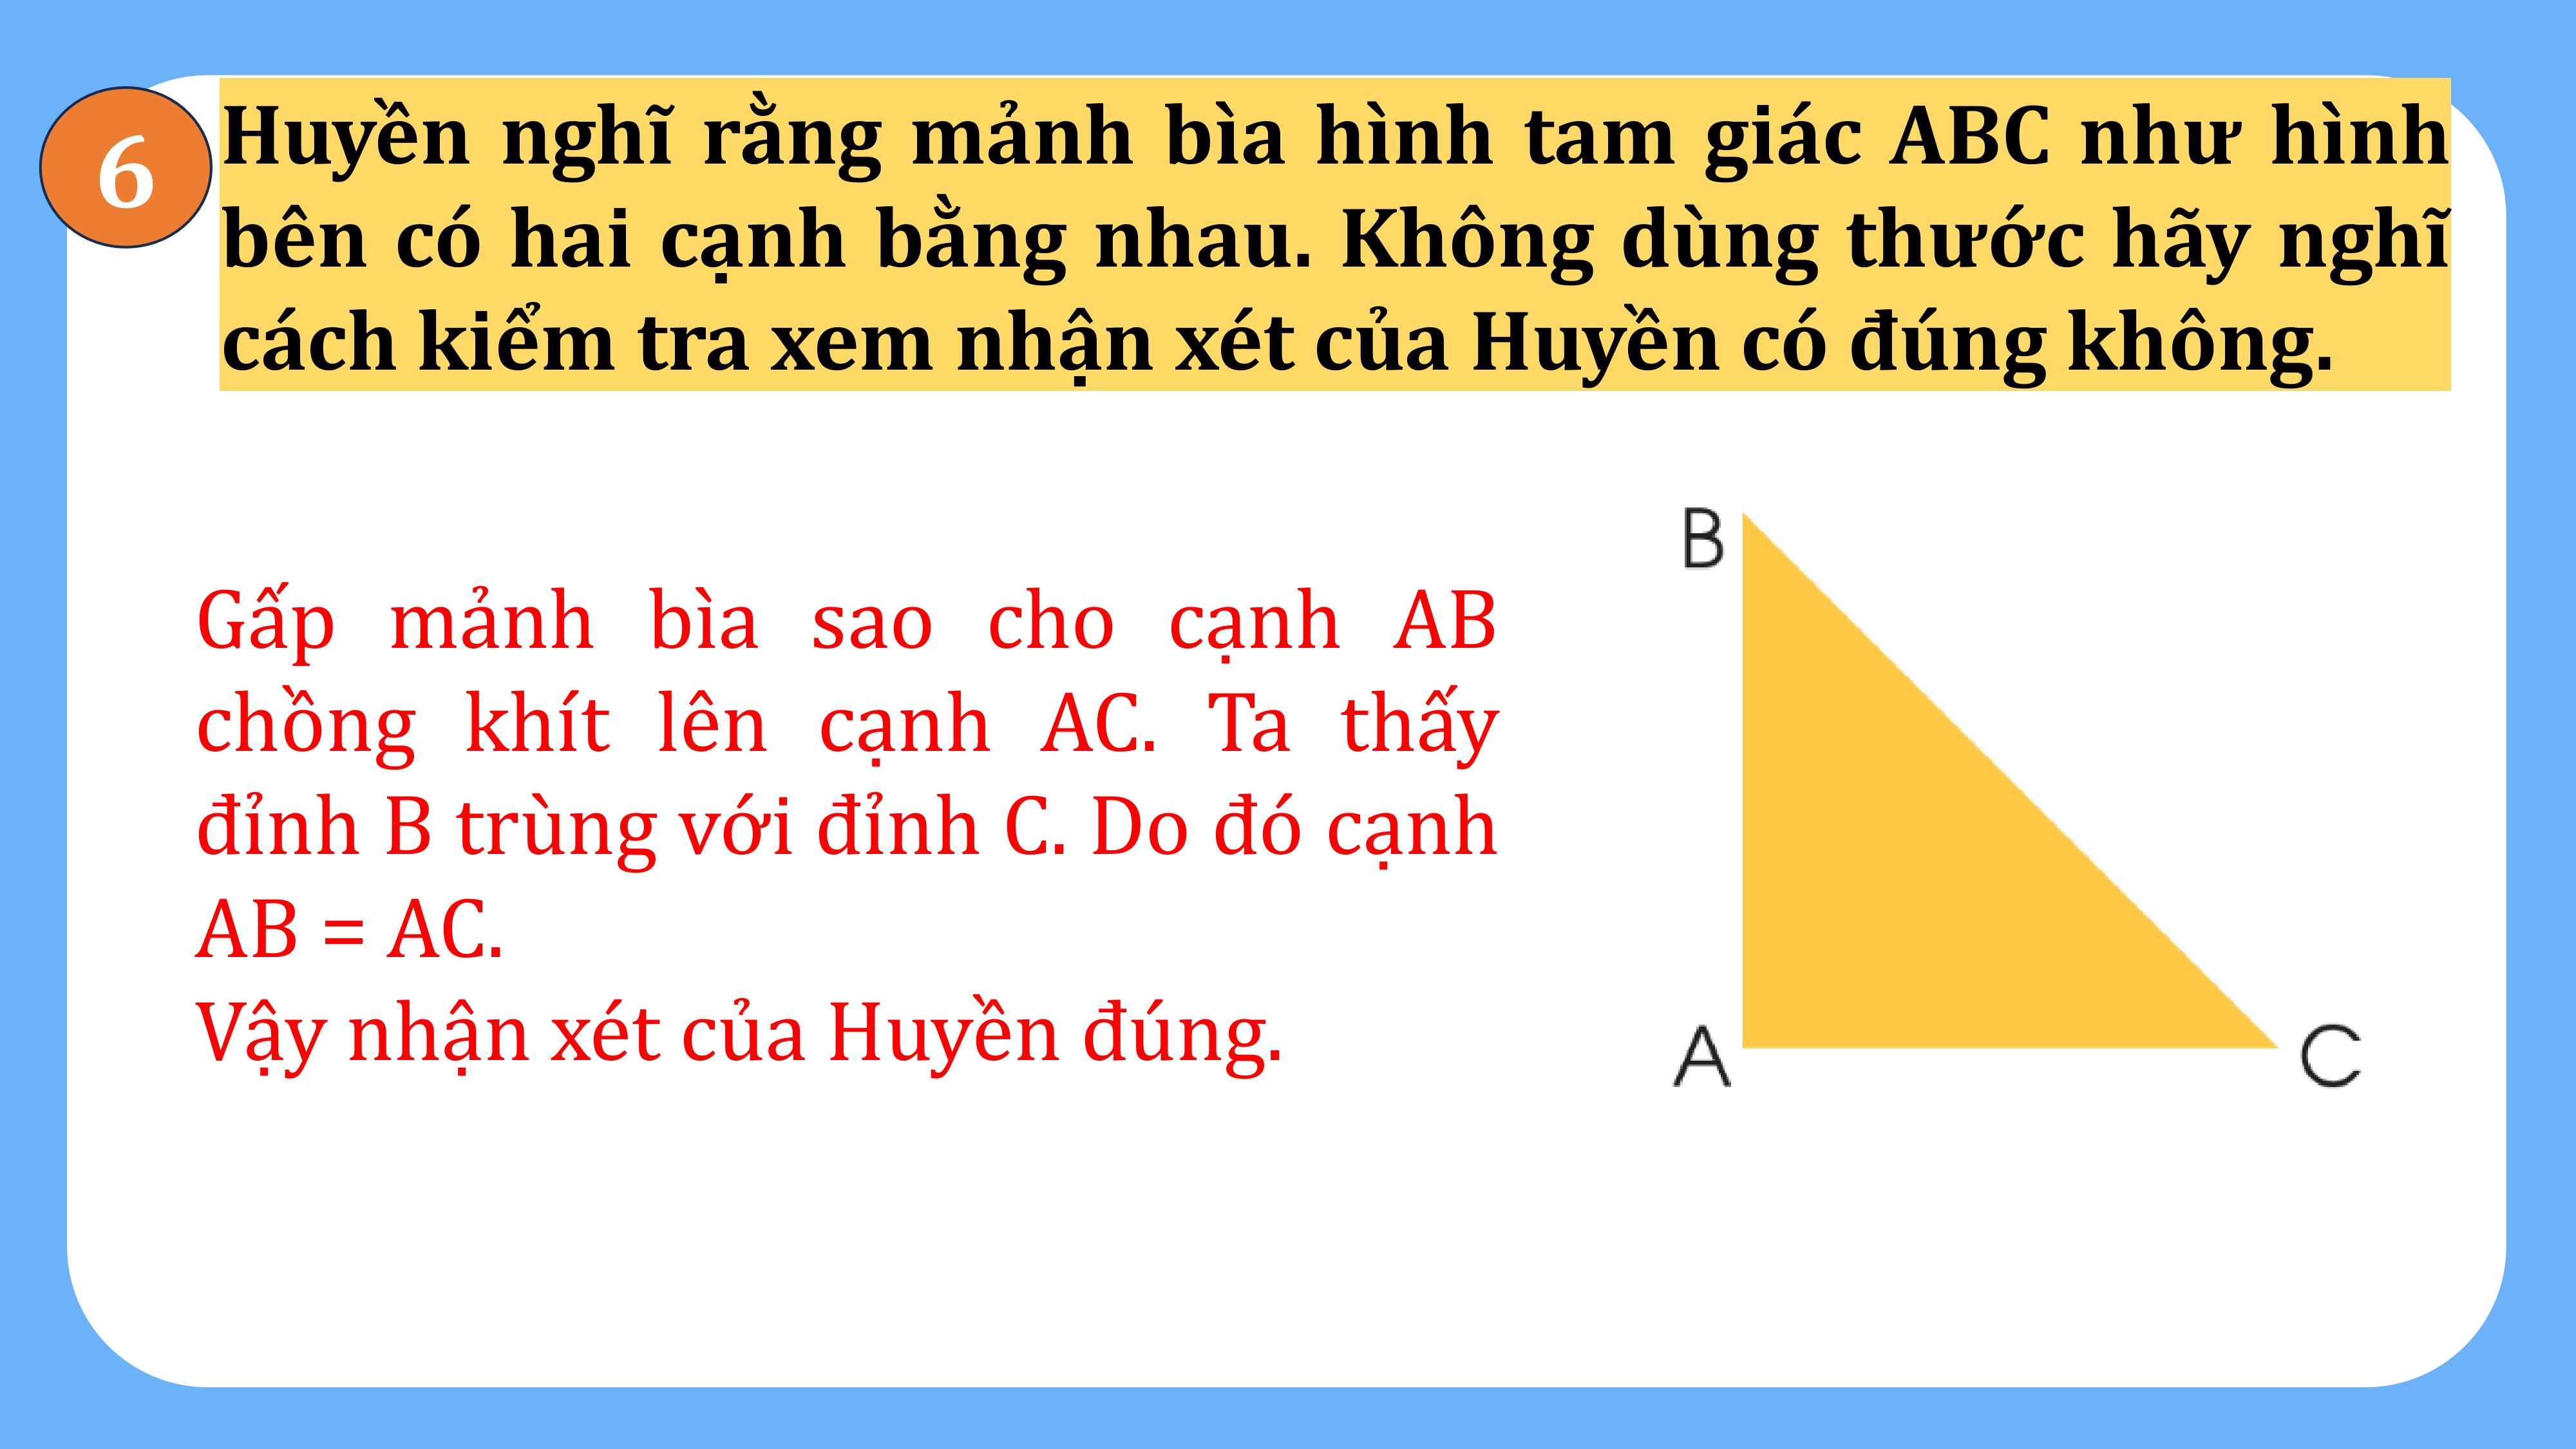 6
Huyền nghĩ rằng mảnh bìa hình tam giác ABC như hình
bên có hai cạnh bằng nhau. Không dùng thước hãy nghĩ
cách kiểm tra xem nhận xét của Huyền có đúng không.
Gấp mảnh bìa sao cho cạnh AB
chồng khít lên cạnh AC. Ta thấy
đỉnh B trùng với đỉnh C. Do đó cạnh
AB = AC.
Vậy nhận xét của Huyền đúng.
B
A
C